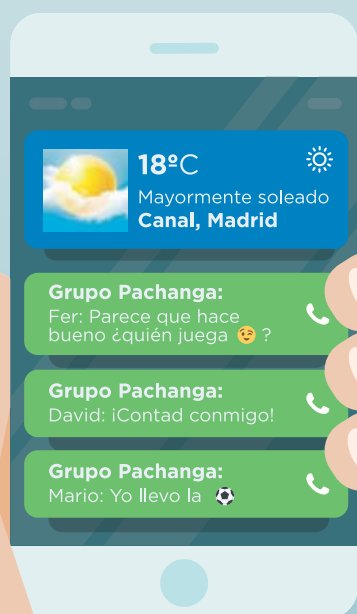 18ºC
Mayormente soleado
Canal, Madrid
Grupo Pachanga:
Fer: Parece que hace
bueno ¿quién juega 😉 ?
Grupo Pachanga:
David: ¡Contad conmigo!
Grupo Pachanga:
Mario: Yo llevo la ⚽